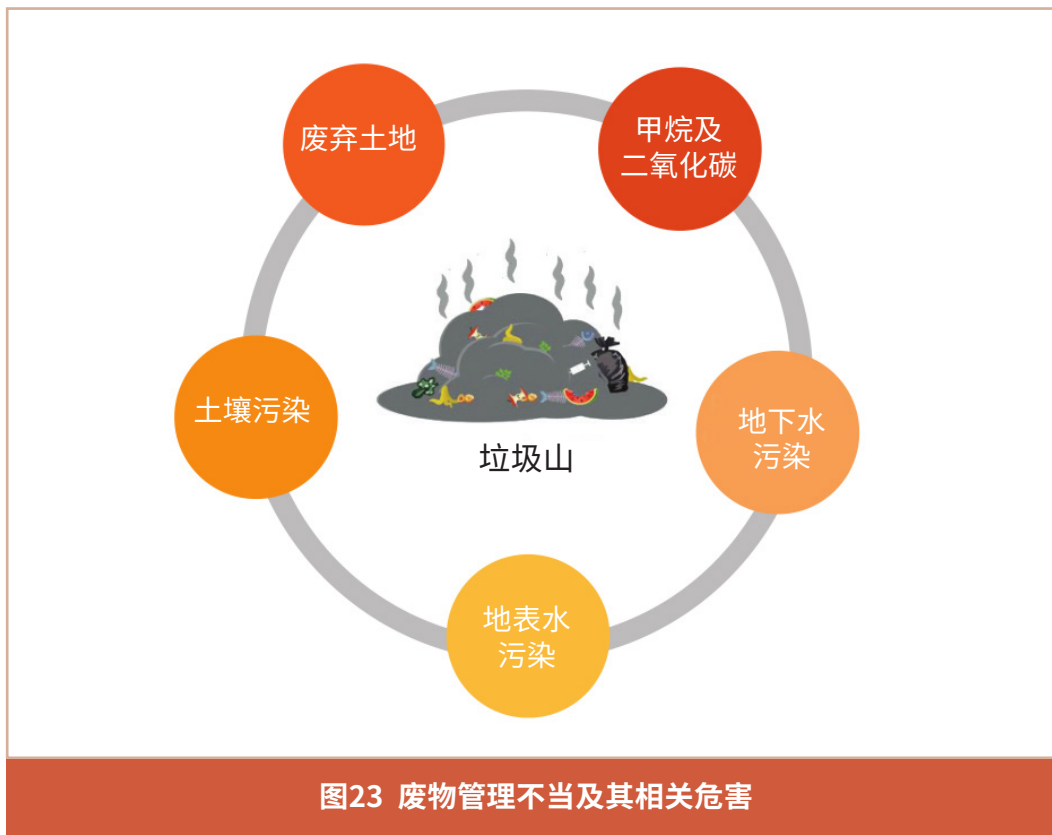 废弃土地
甲烷及
二氧化碳
土壤污染
地下水
污染
垃圾山
地表水
污染
图23 废物管理不当及其相关危害